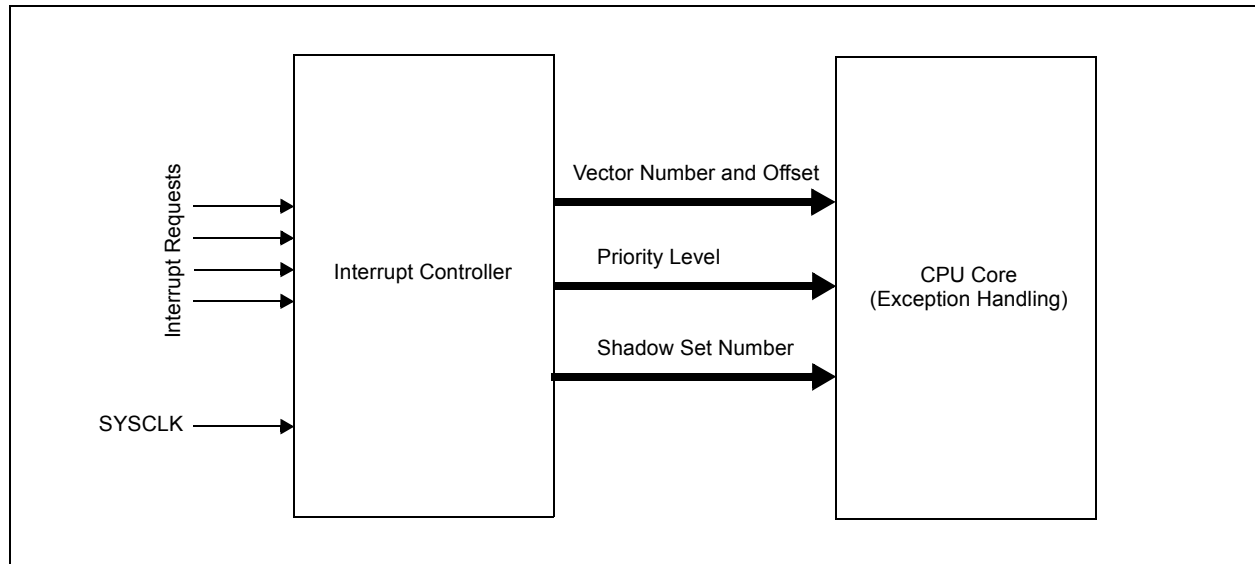 Interrupt Requests
SYSCLK
Interrupt Controller
Vector Number and Offset
Priority Level
Shadow Set Number
CPU Core
(Exception Handling)